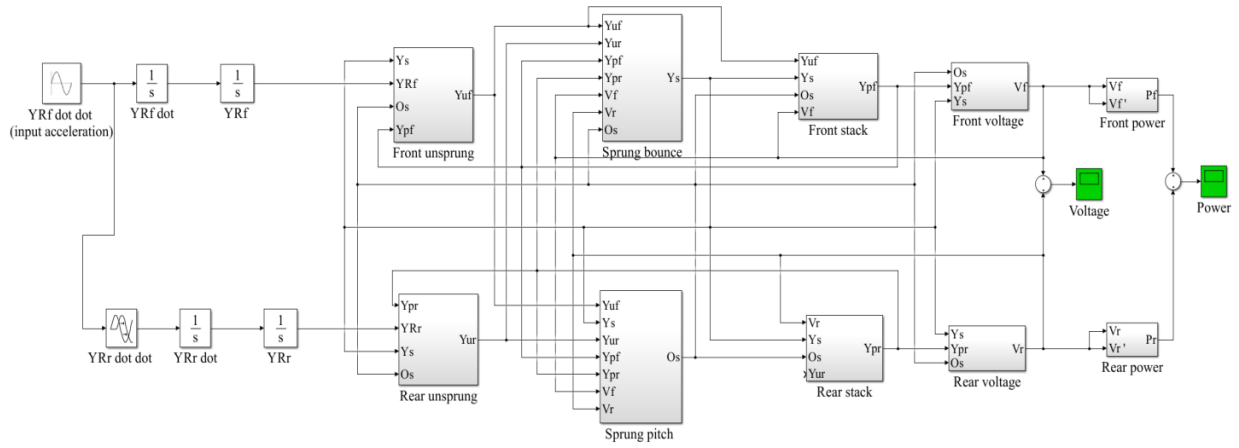 1
s
YRf dot dot
(input acceleration)
YRf dot
1
s
YRf
Ys
YRf
Os
Ypf
Yuf
Front unsprung
Yuf
Yur
Ypf
Ypr
Vf
Vr
Os
Ys
Sprung bounce
Yuf
Ys
Os
Vf
Ypf
Front stack
Os
Ypf
Ys
Vf
Front voltage
Vf
Vf '
Pf
Front power
Voltage
Power
YRr dot dot
1
s
YRr dot
1
s
YRr
Ypr
YRr
Ys
Os
Yur
Rear unsprung
Yuf
Ys
Yur
Ypf
Ypr
Vf
Vr
Os
Sprung pitch
Vr
Ys
Os
Yur
Ypr
Rear stack
Ys
Ypr
Os
Vr
Rear voltage
Vr
Vr '
Pr
Rear power